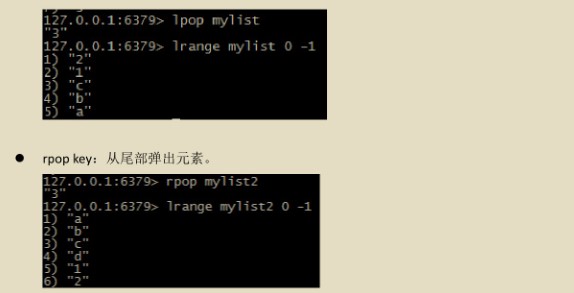 127.0.0.1:6379> lpop mylist
"3"
127.0.0.1:6379> lrange mylist 0 -1
1) "2"
2) "1"
3) "c"
4) "b"
5) "a"
● rpop key：从尾部弹出元素。
127.0.0.1:6379> rpop mylist2
"3"
127.0.0.1:6379> lrange mylist2 0 -1
1) "a"
2) "b"
3) "c"
4) "d"
5) "1"
6) "2"